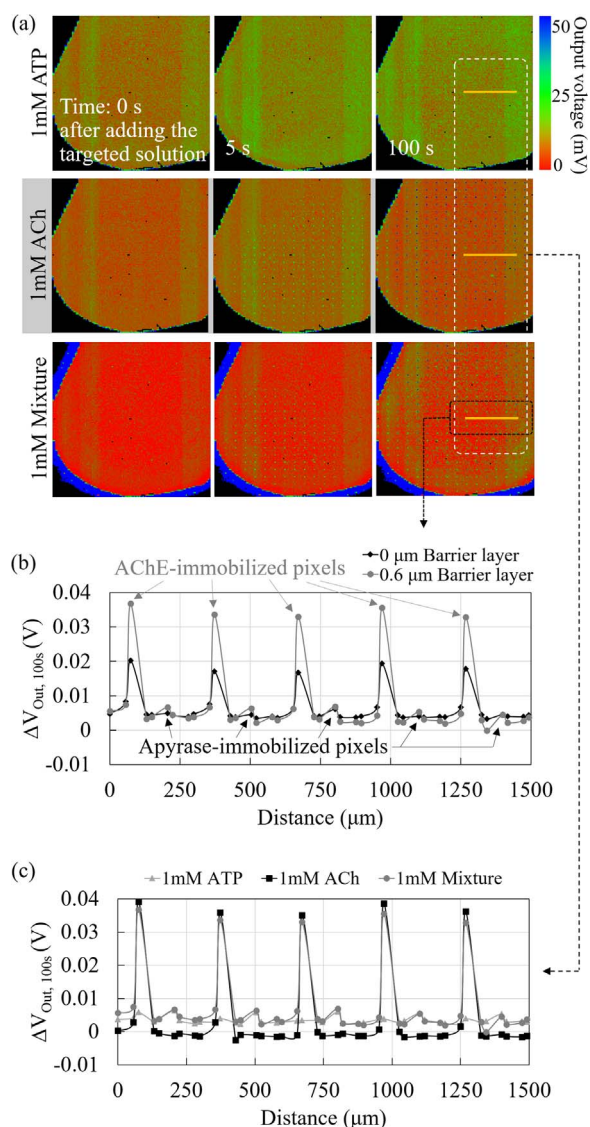 (a)
1mM ATP
Time: 0 s
after adding the
targeted solution
5 s
100 s
50
25
0
Output voltage (mV)
1mM ACh
1mM Mixture
(b)
AChE-immobilized pixels
0 μm Barrier layer
0.6 μm Barrier layer
0.04
0.03
0.02
0.01
0
-0.01
ΔV Out, 100s (V)
Apyrase-immobilized pixels
0 250 500 750 1000 1250 1500
Distance (μm)
(c)
1mM ATP 1mM ACh 1mM Mixture
0.04
0.03
0.02
0.01
0
-0.01
ΔV Out, 100s (V)
0 250 500 750 1000 1250 1500
Distance (μm)